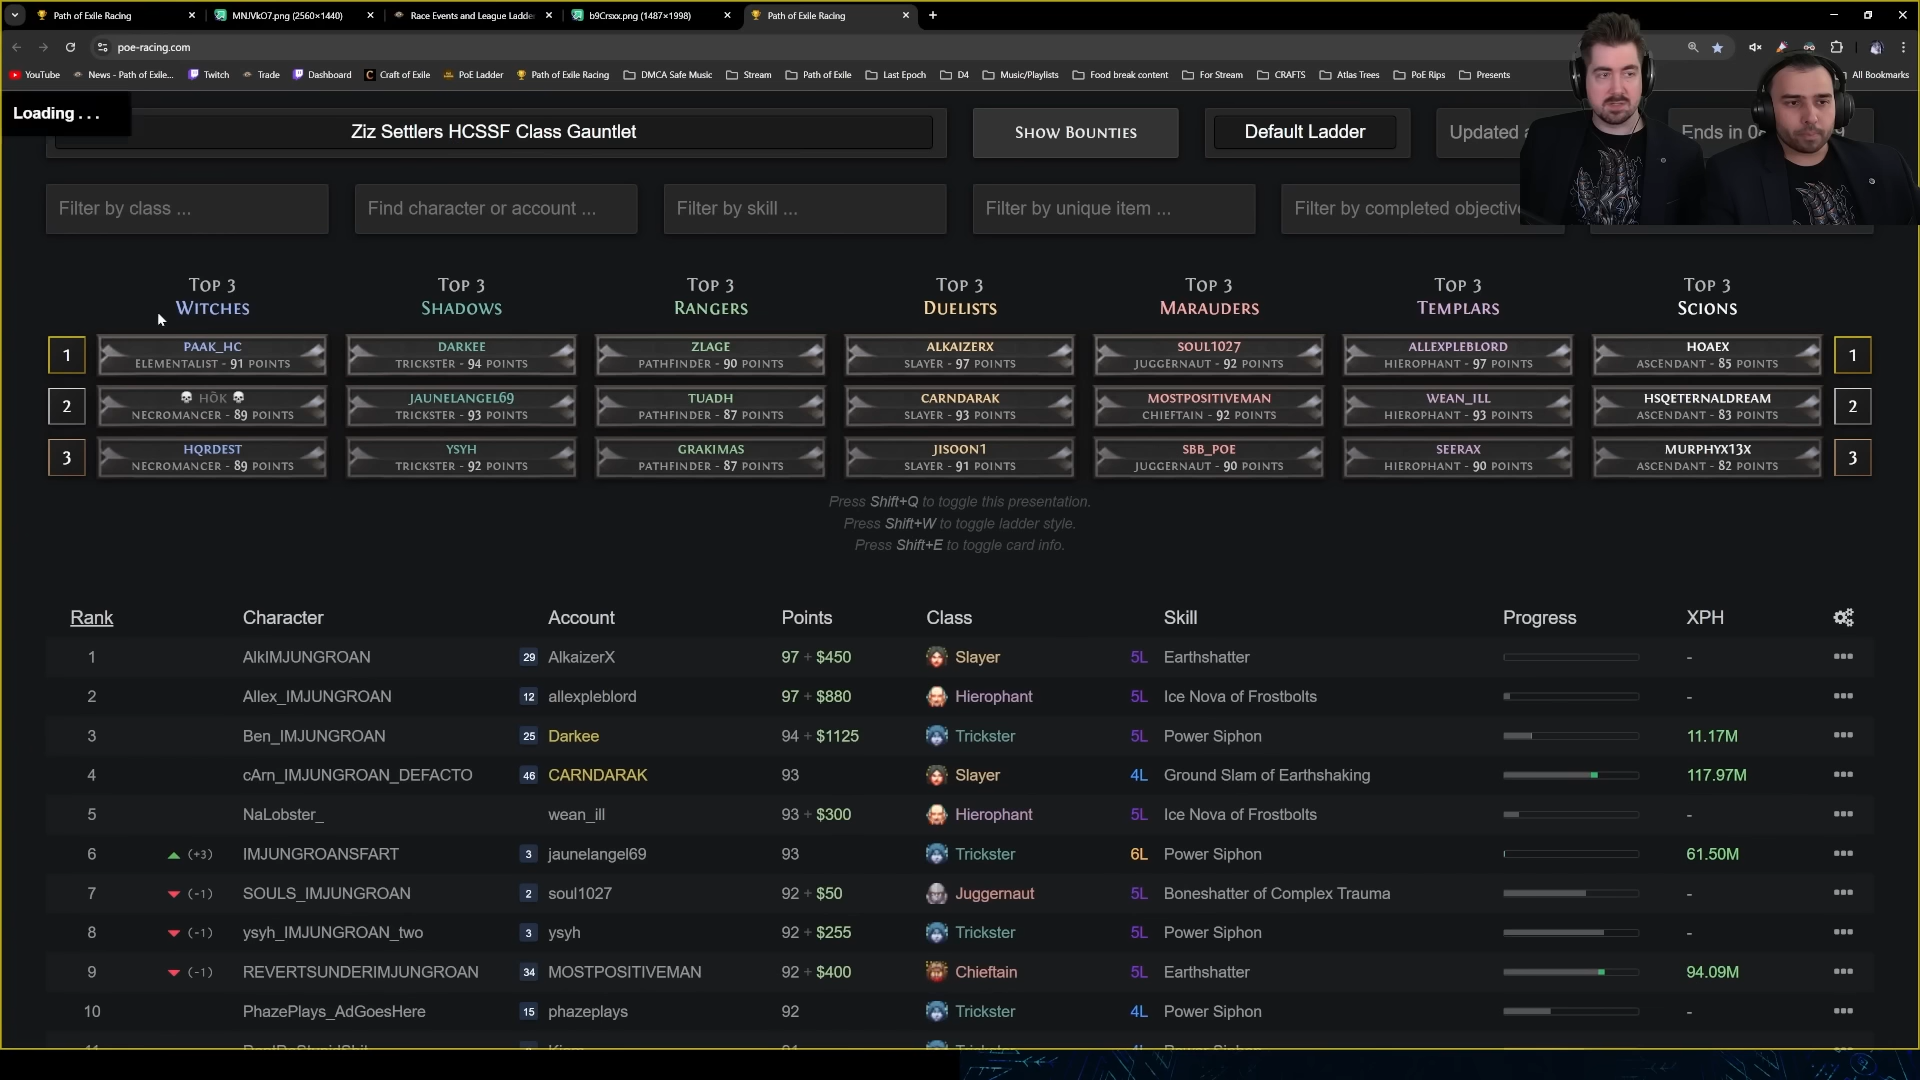 Path of Exile Racing
MNJVkO7.png (2560×1440)
Race Events and League Ladder
b9Crsxx.png (1487×1998)
Path of Exile Racing
poe-racing.com
YouTube
News - Path of Exile...
Twitch
Trade
Dashboard
Craft of Exile
PoE Ladder
Path of Exile Racing
DMCA Safe Music
Stream
Path of Exile
Last Epoch
D4
Music/Playlists
Food break content
For Stream
CRAFTS
Atlas Trees
PoE Rips
Presents
All Bookmarks
Loading . . .
Ziz Settlers HCSSF Class Gauntlet
SHOW BOUNTIES
Default Ladder
Updated
Ends in
Filter by class ...
Find character or account ...
Filter by skill ...
Filter by unique item ...
Filter by completed objectiv
TOP 3 WITCHES
TOP 3 SHADOWS
TOP 3 RANGERS
TOP 3 DUELISTS
TOP 3 MARAUDERS
TOP 3 TEMPLARS
TOP 3 SCIONS
1
PAAK_HC
ELEMENTALIST - 91 POINTS
DARKEE
TRICKSTER - 94 POINTS
ZLAGE
PATHFINDER - 90 POINTS
ALKAIZERX
SLAYER - 97 POINTS
SOUL1027
JUGGERNAUT - 92 POINTS
ALLEXPLEBLORD
HIEROPHANT - 97 POINTS
HOAEX
ASCENDANT - 85 POINTS
1
2
HÖK
NECROMANCER - 89 POINTS
JAUNELANGEL69
TRICKSTER - 93 POINTS
TUADH
PATHFINDER - 87 POINTS
CARNDARAK
SLAYER - 93 POINTS
MOSTPOSITIVEMAN
CHIEFTAIN - 92 POINTS
WEAN_ILL
HIEROPHANT - 93 POINTS
HSQETERNALDREAM
ASCENDANT - 83 POINTS
2
3
HQRDEST
NECROMANCER - 89 POINTS
YSYH
TRICKSTER - 92 POINTS
GRAKIMAS
PATHFINDER - 87 POINTS
JISOON1
SLAYER - 91 POINTS
SBB_POE
JUGGERNAUT - 90 POINTS
SEERAX
HIEROPHANT - 90 POINTS
MURPHYX13X
ASCENDANT - 82 POINTS
3
Press Shift+Q to toggle this presentation.
Press Shift+W to toggle ladder style.
Press Shift+E to toggle card info.
Rank Character Account Points Class Skill Progress XPH
1 AlkIMJUNGROAN 29 AlkaizerX 97 + $450 Slayer 5L Earthshatter -
2 Allex_IMJUNGROAN 12 allexpleblord 97 + $880 Hierophant 5L Ice Nova of Frostbolts -
3 Ben_IMJUNGROAN 25 Darkee 94 + $1125 Trickster 5L Power Siphon 11.17M
4 cArn_IMJUNGROAN_DEFACTO 46 CARNDARAK 93 Slayer 4L Ground Slam of Earthshaking 117.97M
5 NaLobster_ wean_ill 93 + $300 Hierophant 5L Ice Nova of Frostbolts -
6 (+3) IMJUNGROANSFART 3 jaunelangel69 93 Trickster 6L Power Siphon 61.50M
7 (-1) SOULS_IMJUNGROAN 2 soul1027 92 + $50 Juggernaut 5L Boneshatter of Complex Trauma -
8 (-1) ysyh_IMJUNGROAN_two 3 ysyh 92 + $255 Trickster 5L Power Siphon -
9 (-1) REVERTSUNDERIMJUNGROAN 34 MOSTPOSITIVEMAN 92 + $400 Chieftain 5L Earthshatter 94.09M
10 PhazePlays_AdGoesHere 15 phazeplays 92 Trickster 4L Power Siphon -